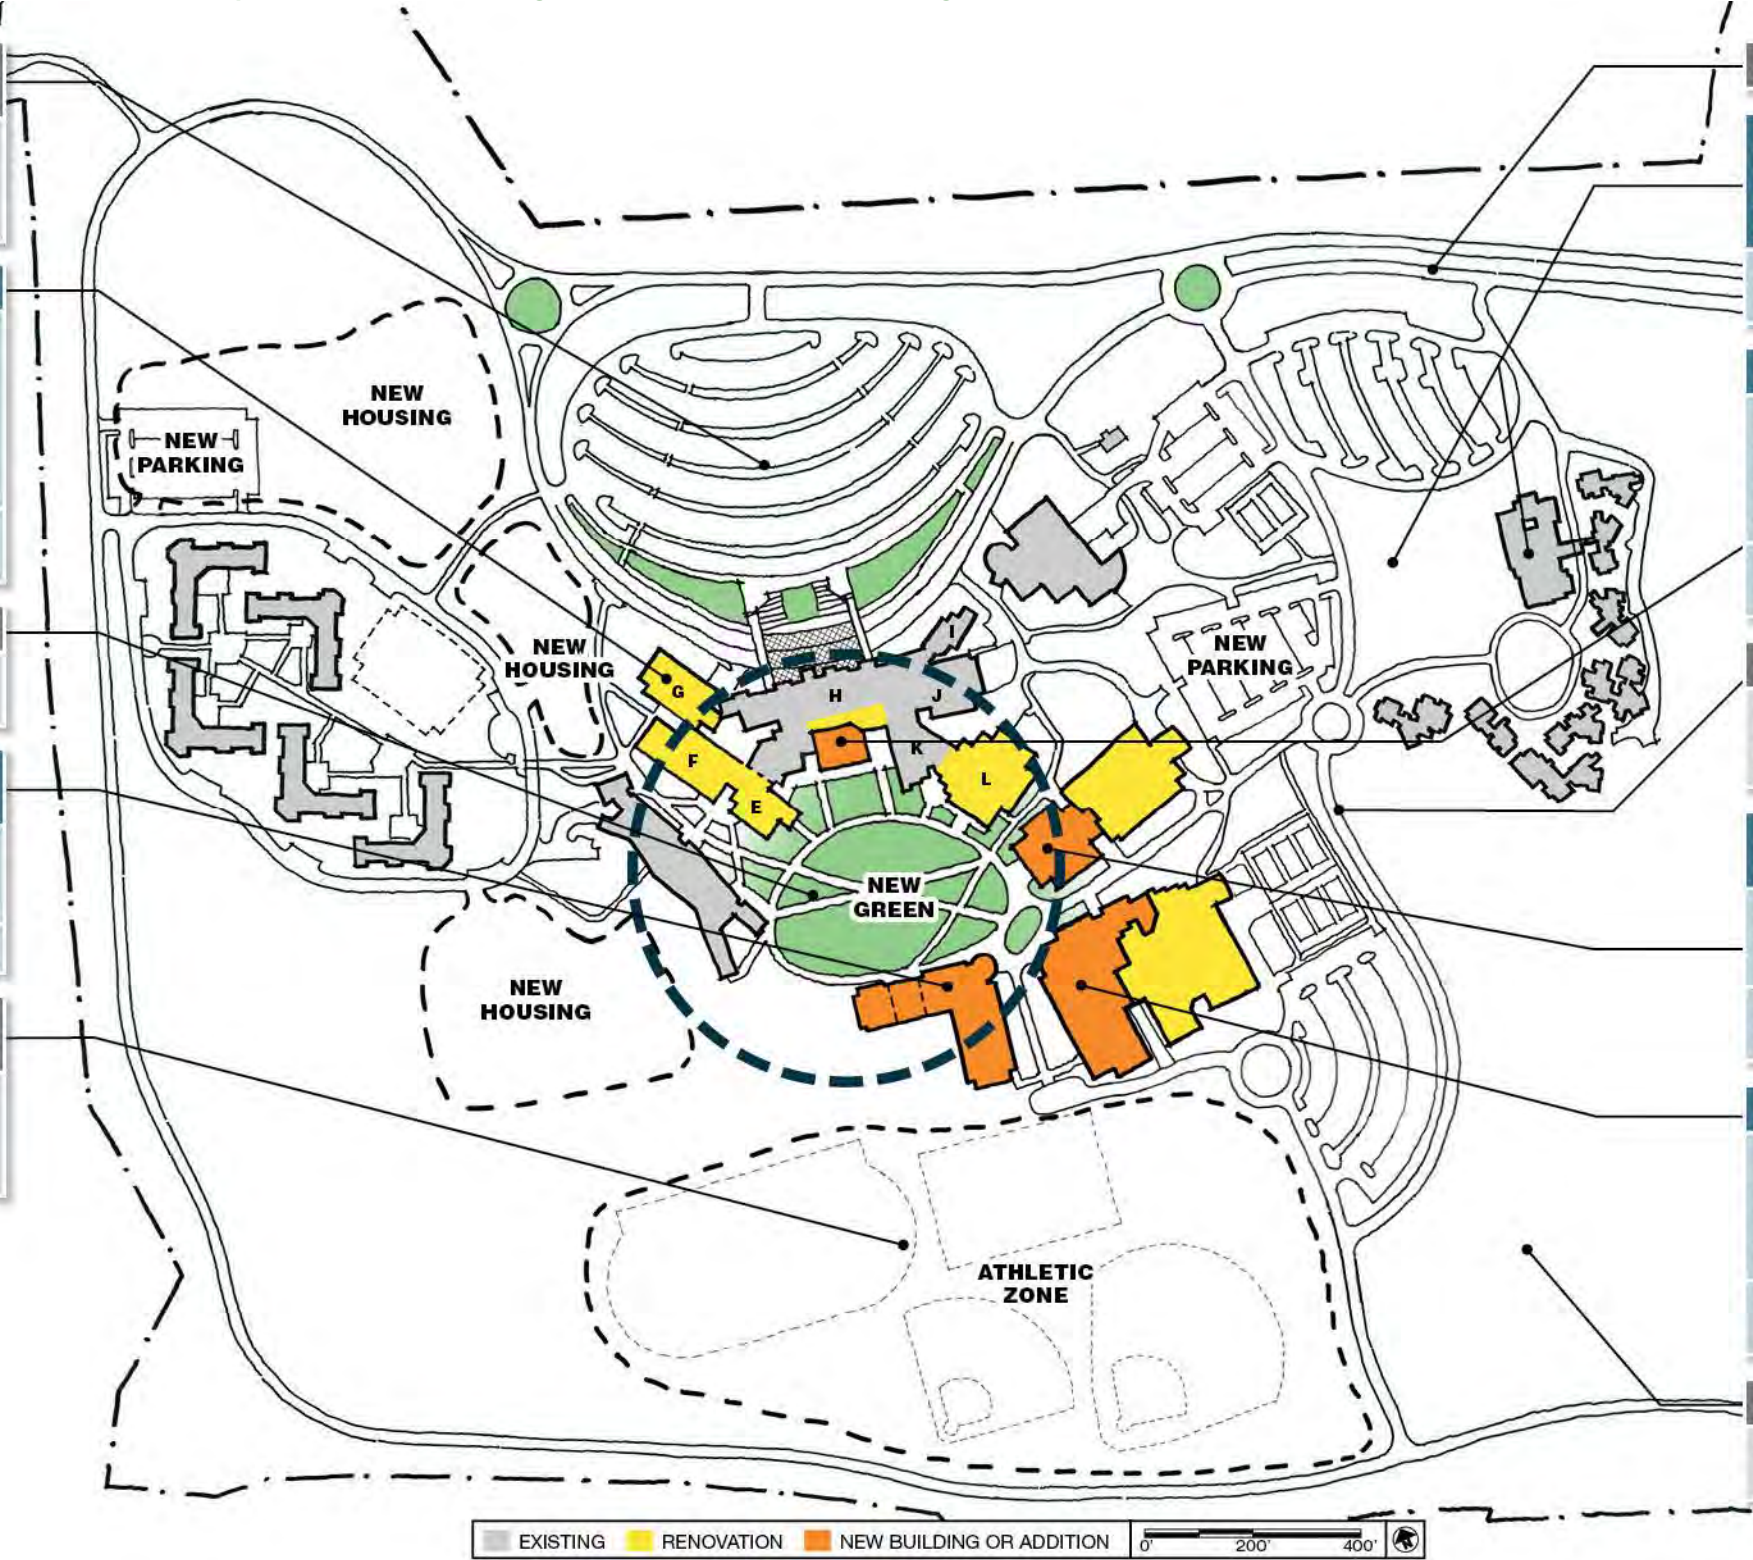 NEW
HOUSING
NEW
PARKING
NEW
HOUSING
NEW
PARKING
I
G
H
J
F
K
E
L
NEW
GREEN
NEW
HOUSING
ATHLETIC
ZONE
EXISTING
RENOVATION
NEW BUILDING OR ADDITION
0'
200'
400'